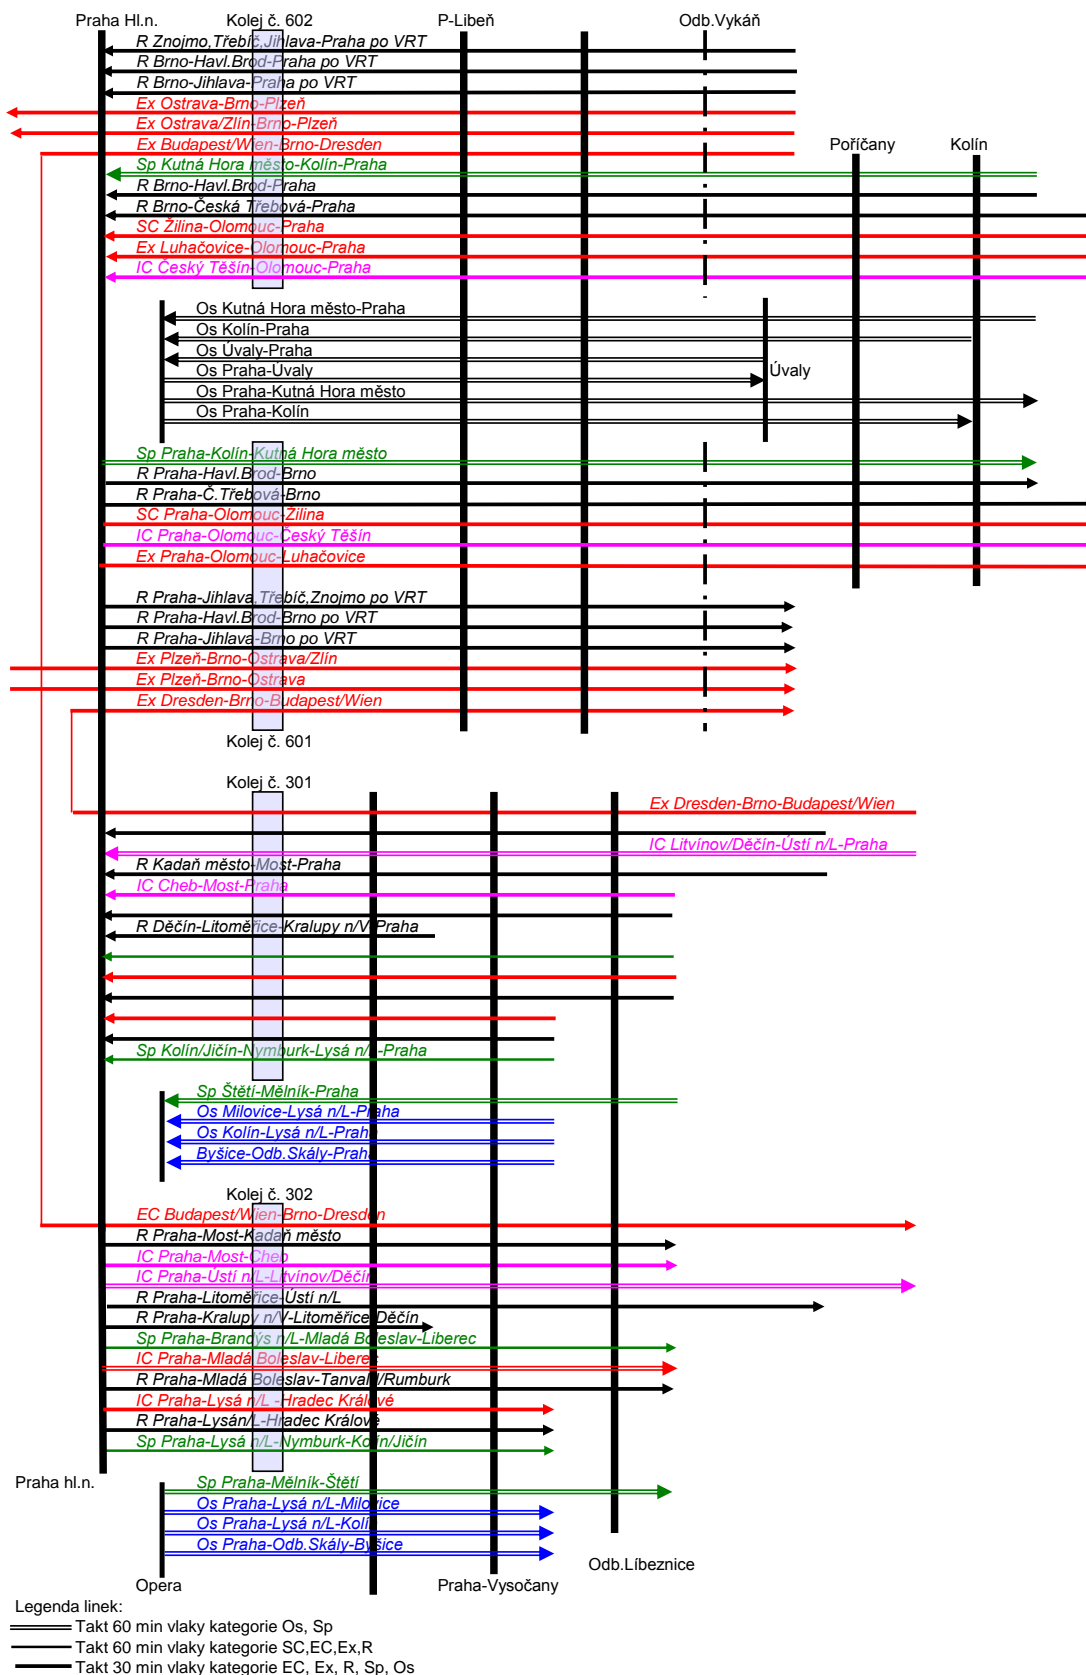 Praha Hl.n.
Kolej č. 602
P-Libeň
Odb.Vykáň
R Znojmo,Třebíč,Jihlava-Praha po VRT
R Brno-Havl.Brod-Praha po VRT
R Brno-Jihlava-Praha po VRT
Ex Ostrava-Brno-Plzeň
Ex Ostrava/Zlín-Brno-Plzeň
Ex Budapest/Wien-Brno-Dresden
Poříčany
Kolín
Sp Kutná Hora město-Kolín-Praha
R Brno-Havl.Brod-Praha
R Brno-Česká Třebová-Praha
SC Žilina-Olomouc-Praha
Ex Luhačovice-Olomouc-Praha
IC Český Těšín-Olomouc-Praha
Os Kutná Hora město-Praha
Os Kolín-Praha
Os Úvaly-Praha
Os Praha-Úvaly
Úvaly
Os Praha-Kutná Hora město
Os Praha-Kolín
Sp Praha-Kolín-Kutná Hora město
R Praha-Havl.Brod-Brno
R Praha-Č.Třebová-Brno
SC Praha-Olomouc-Žilina
IC Praha-Olomouc-Český Těšín
Ex Praha-Olomouc-Luhačovice
R Praha-Jihlava,Třebíč,Znojmo po VRT
R Praha-Havl.Brod-Brno po VRT
R Praha-Jihlava-Brno po VRT
Ex Plzeň-Brno-Ostrava/Zlín
Ex Plzeň-Brno-Ostrava
Ex Dresden-Brno-Budapest/Wien
Kolej č. 601
Kolej č. 301
Ex Dresden-Brno-Budapest/Wien
IC Litvínov/Děčín-Ústí n/L-Praha
R Kadaň město-Most-Praha
IC Cheb-Most-Praha
R Děčín-Litoměřice-Kralupy n/V-Praha
Sp Kolín/Jičín-Nymburk-Lysá n/L-Praha
Sp Štětí-Mělník-Praha
Os Milovice-Lysá n/L-Praha
Os Kolín-Lysá n/L-Praha
Byšice-Odb.Skály-Praha
Kolej č. 302
EC Budapest/Wien-Brno-Dresden
R Praha-Most-Kadaň město
IC Praha-Most-Cheb
IC Praha-Ústí n/L-Litvínov/Děčín
R Praha-Litoměřice-Ústí n/L
R Praha-Kralupy n/V-Litoměřice-Děčín
Sp Praha-Brandýs n/L-Mladá Boleslav-Liberec
IC Praha-Mladá Boleslav-Liberec
R Praha-Mladá Boleslav-Tanvald/Rumburk
IC Praha-Lysá n/L -Hradec Králové
R Praha-Lysán/L-Hradec Králové
Sp Praha-Lysá n/L-Nymburk-Kolín/Jičín
Praha hl.n.
Sp Praha-Mělník-Štětí
Os Praha-Lysá n/L-Milovice
Os Praha-Lysá n/L-Kolí
Os Praha-Odb.Skály-Byšice
Odb.Líbeznice
Opera
Praha-Vysočany
Legenda linek:
Takt 60 min vlaky kategorie Os, Sp
Takt 60 min vlaky kategorie SC,EC,Ex,R
Takt 30 min vlaky kategorie EC, Ex, R, Sp, Os